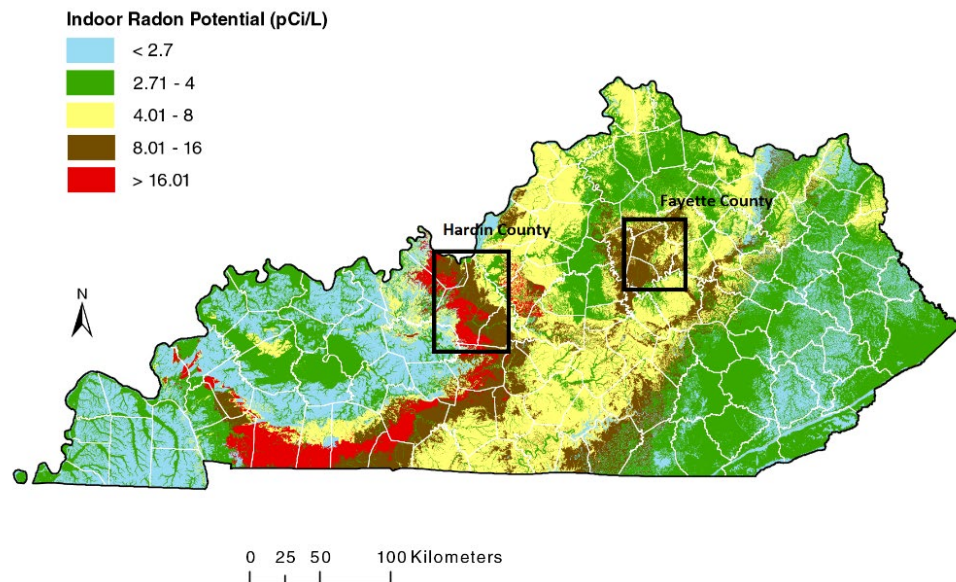 Indoor Radon Potential (pCi/L)
< 2.7
2.71 - 4
4.01 - 8
8.01 - 16
> 16.01
Fayette County
Hardin County
N
0 25 50 100 Kilometers